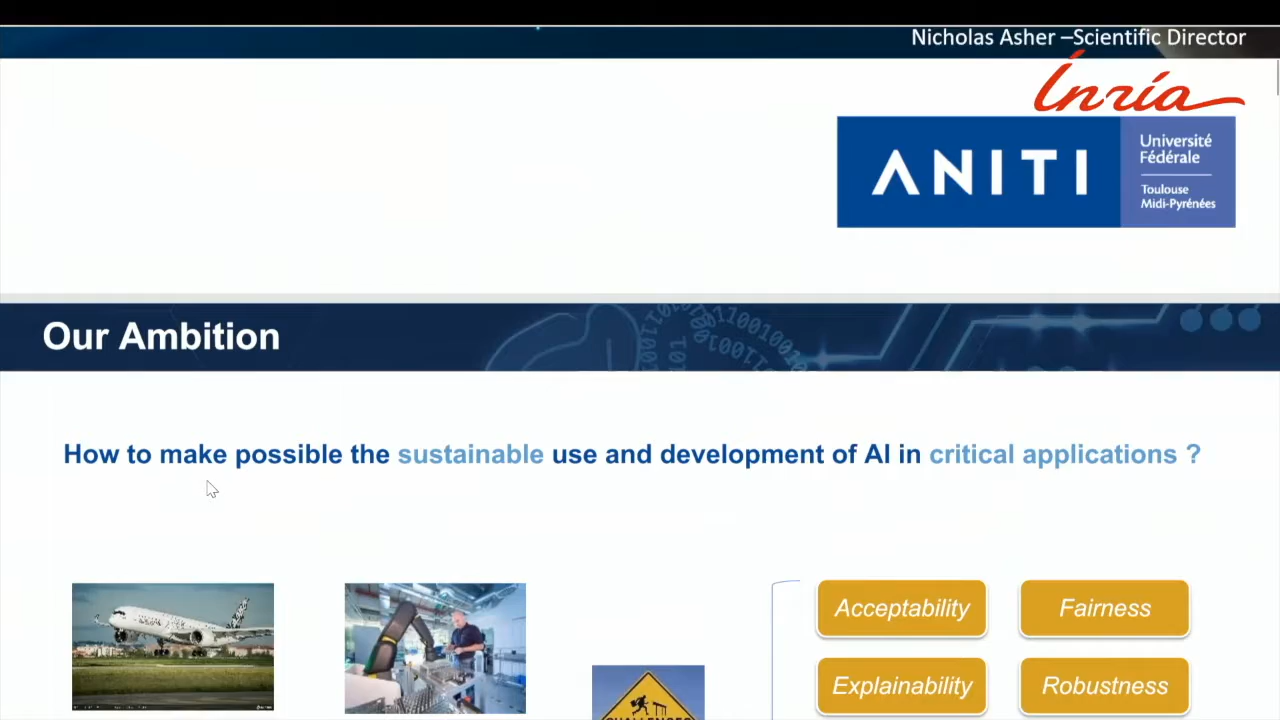 Nicholas Asher –Scientific Director
Inria
ANITI
Université
Fédérale
Toulouse
Midi-Pyrénées
Our Ambition
How to make possible the sustainable use and development of AI in critical applications ?
Acceptability
Fairness
Explainability
Robustness
CHALLENGES